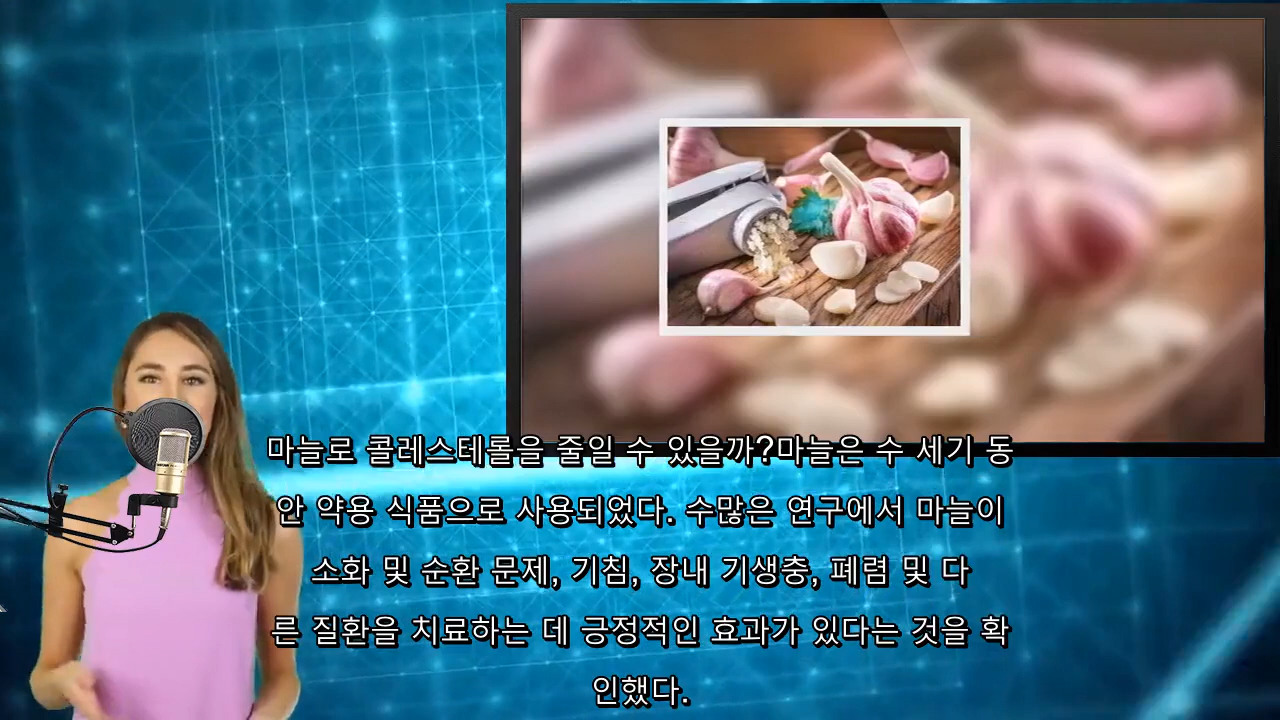 마늘로 콜레스테롤을 줄일 수 있을까?마늘은 수 세기 동
안 약용 식품으로 사용되었다. 수많은 연구에서 마늘이
소화 및 순환 문제, 기침, 장내 기생충, 폐렴 및 다
른 질환을 치료하는 데 긍정적인 효과가 있다는 것을 확
인했다.